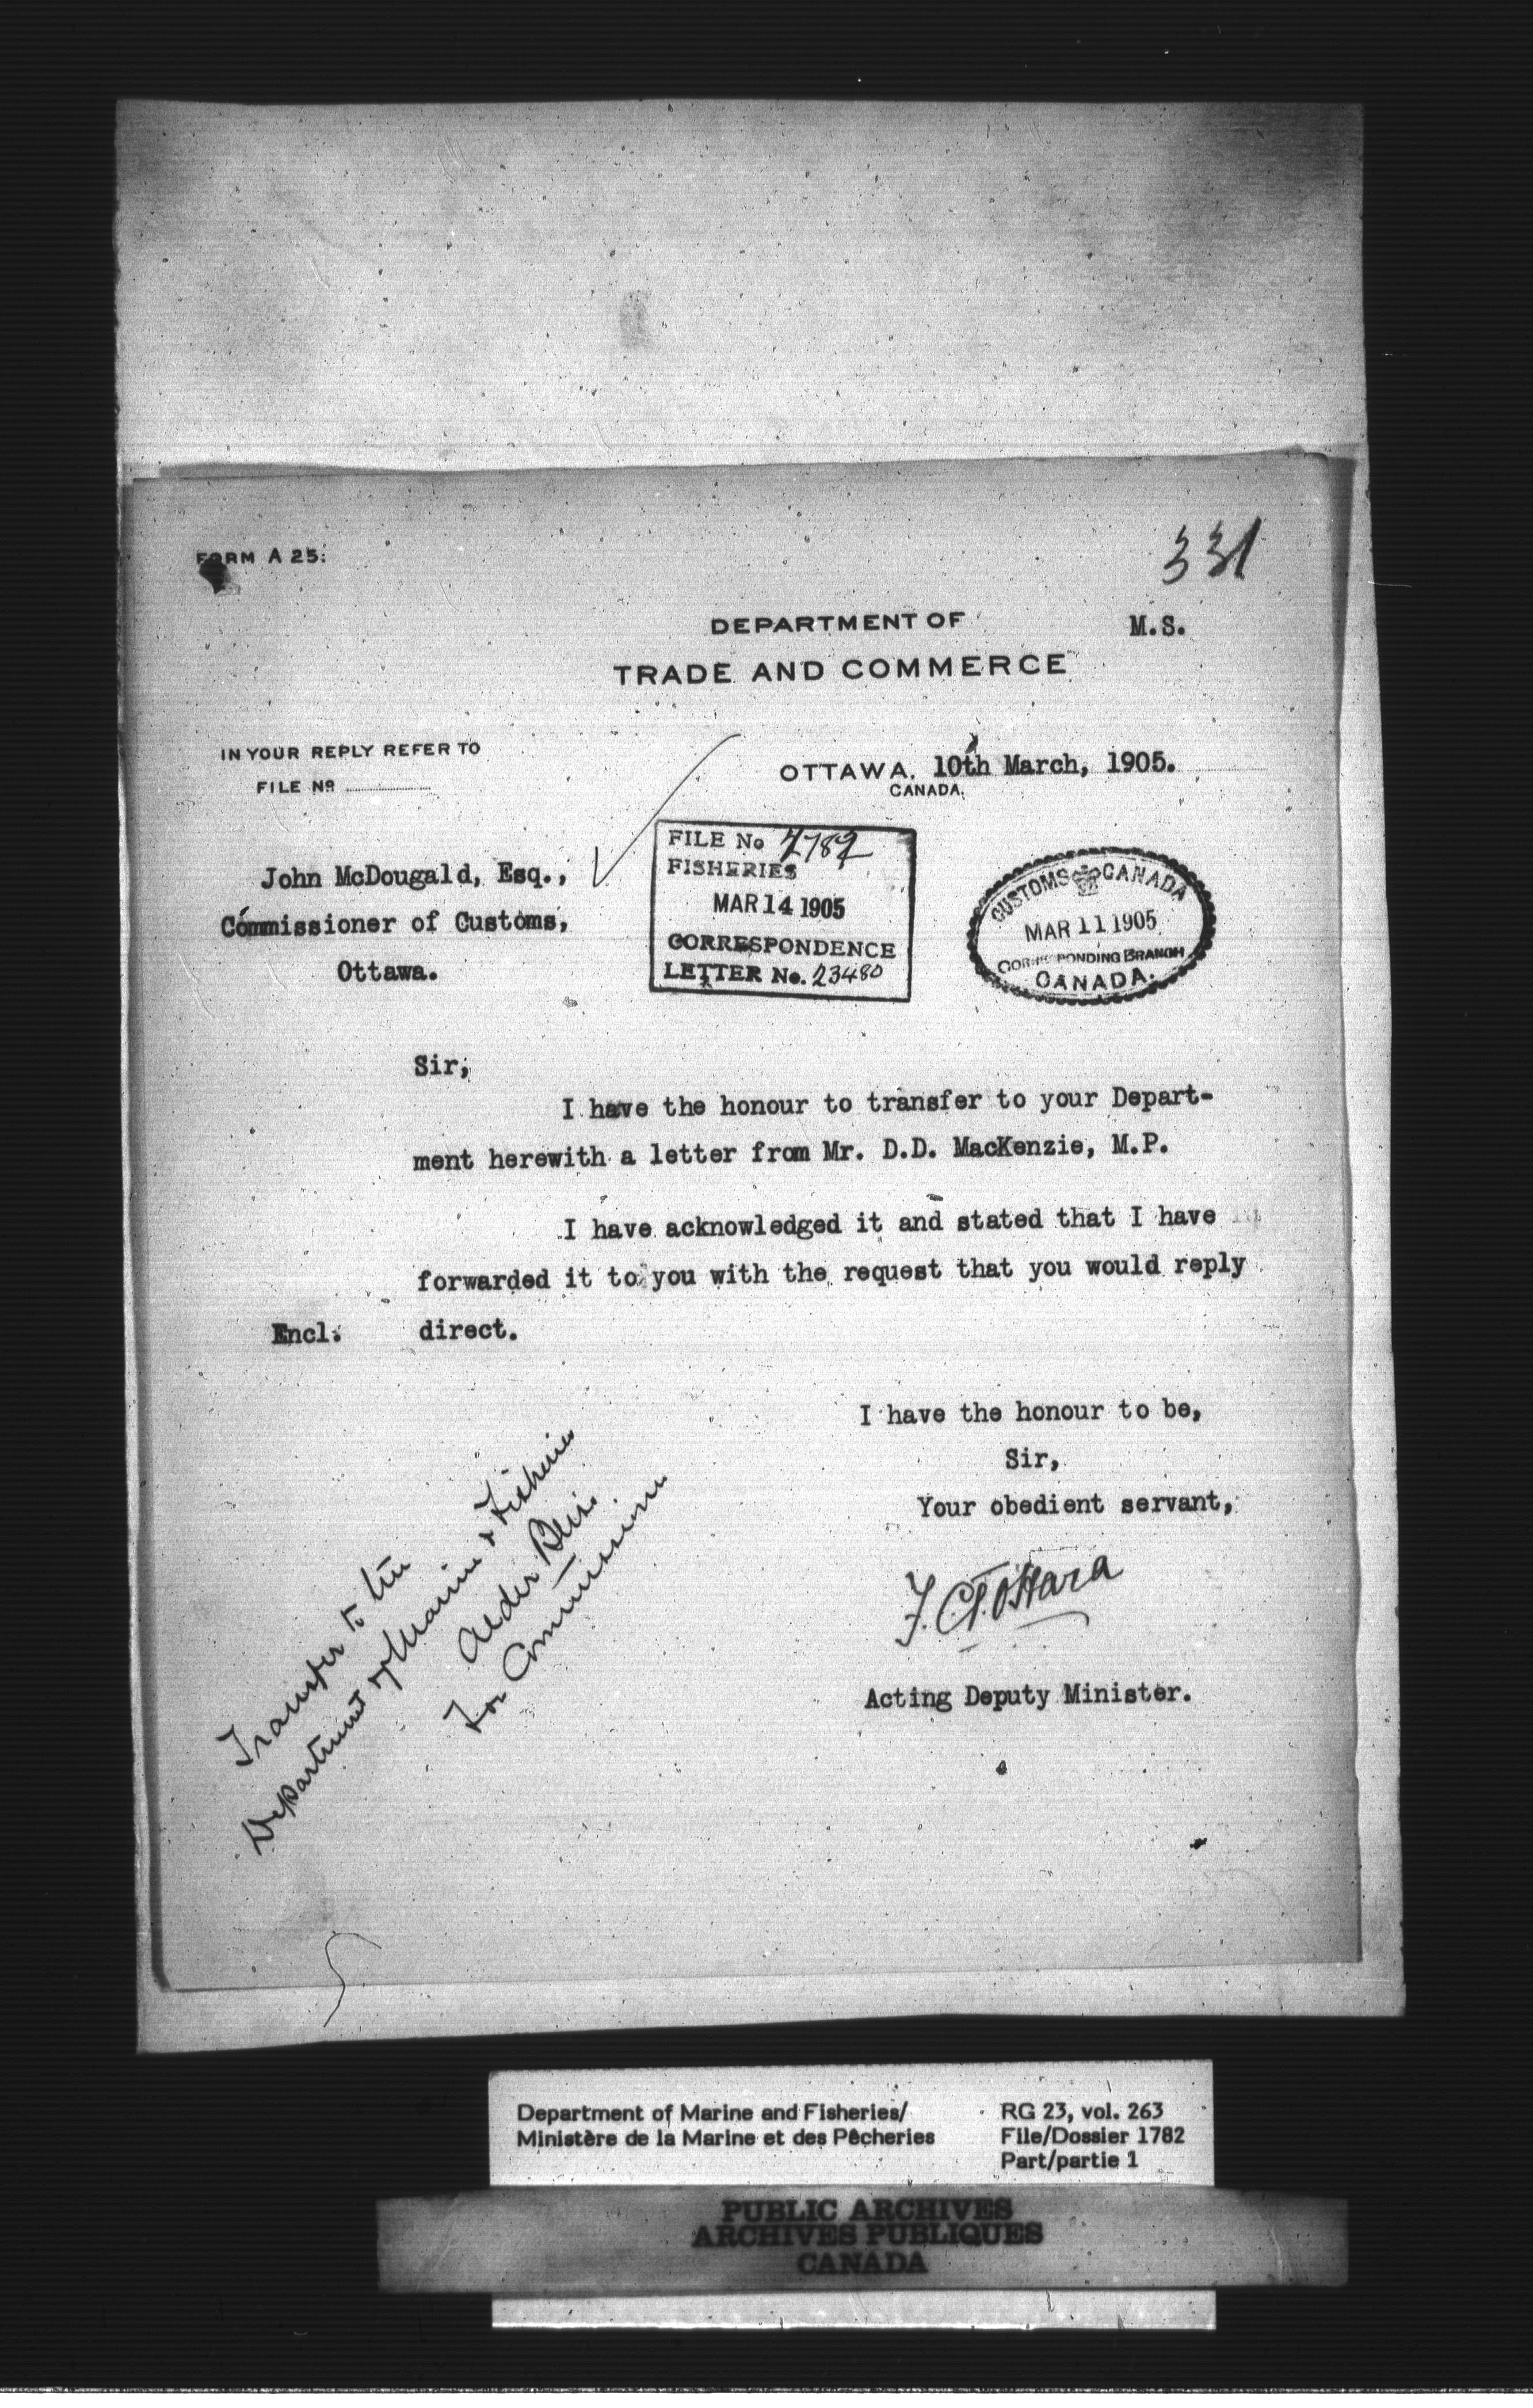 FORM A 25.
331
DEPARTMENT OF
M.S.
TRADE AND COMMERCE
IN YOUR REPLY REFER TO
FILE No
OTTAWA, 10th March, 1905.
CANADA.
John McDougald, Esq.,
Commissioner of Customs,
Ottawa.
FILE No
FISHERIES
MAR 14 1905
CORRESPONDENCE
LETTER No. 23480
CUSTOMS CANADA
MAR 11 1905
CORRESPONDING BRANCH
CANADA.
Sir,
I have the honour to transfer to your Depart-
ment herewith a letter from Mr. D.D. MacKenzie, M.P.
I have acknowledged it and stated that I have
forwarded it to you with the request that you would reply
Encl. direct.
I have the honour to be,
Sir,
Your obedient servant,
F.C.T. O'Hara
Acting Deputy Minister.
Transfer to the
Department of Marine & Fisheries
For Commissioner
Department of Marine and Fisheries/
Ministère de la Marine et des Pêcheries
RG 23, vol. 263
File/Dossier 1782
Part/partie 1
PUBLIC ARCHIVES
ARCHIVES PUBLIQUES
CANADA